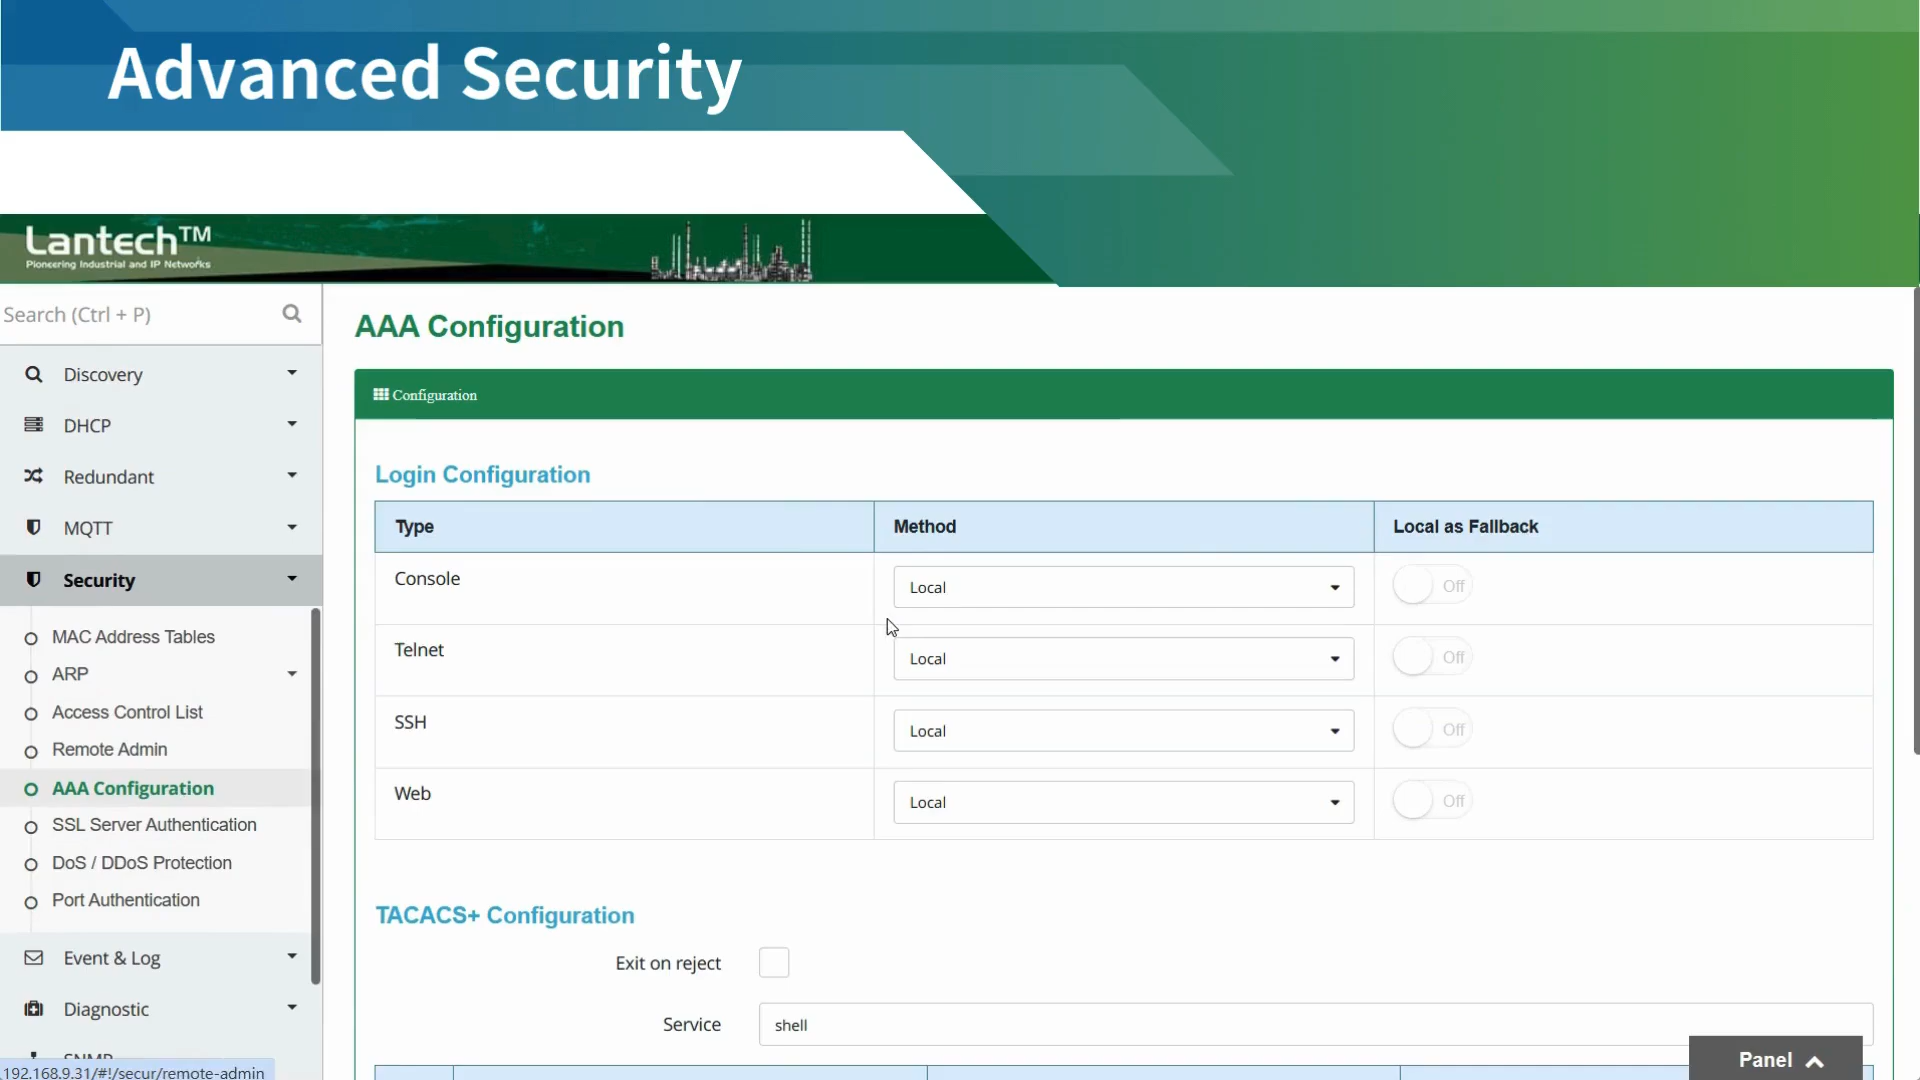 Advanced Security
Lantech™
Pioneering Industrial and IP Networks
Search (Ctrl + P)
Discovery
DHCP
Redundant
MQTT
Security
MAC Address Tables
ARP
Access Control List
Remote Admin
AAA Configuration
SSL Server Authentication
DoS / DDoS Protection
Port Authentication
Event & Log
Diagnostic
SNMP
192.168.9.31/#!/secur/remote-admin
AAA Configuration
Configuration
Login Configuration
Type Method Local as Fallback
Console Local Off
Telnet Local Off
SSH Local Off
Web Local Off
TACACS+ Configuration
Exit on reject
Service shell
Panel